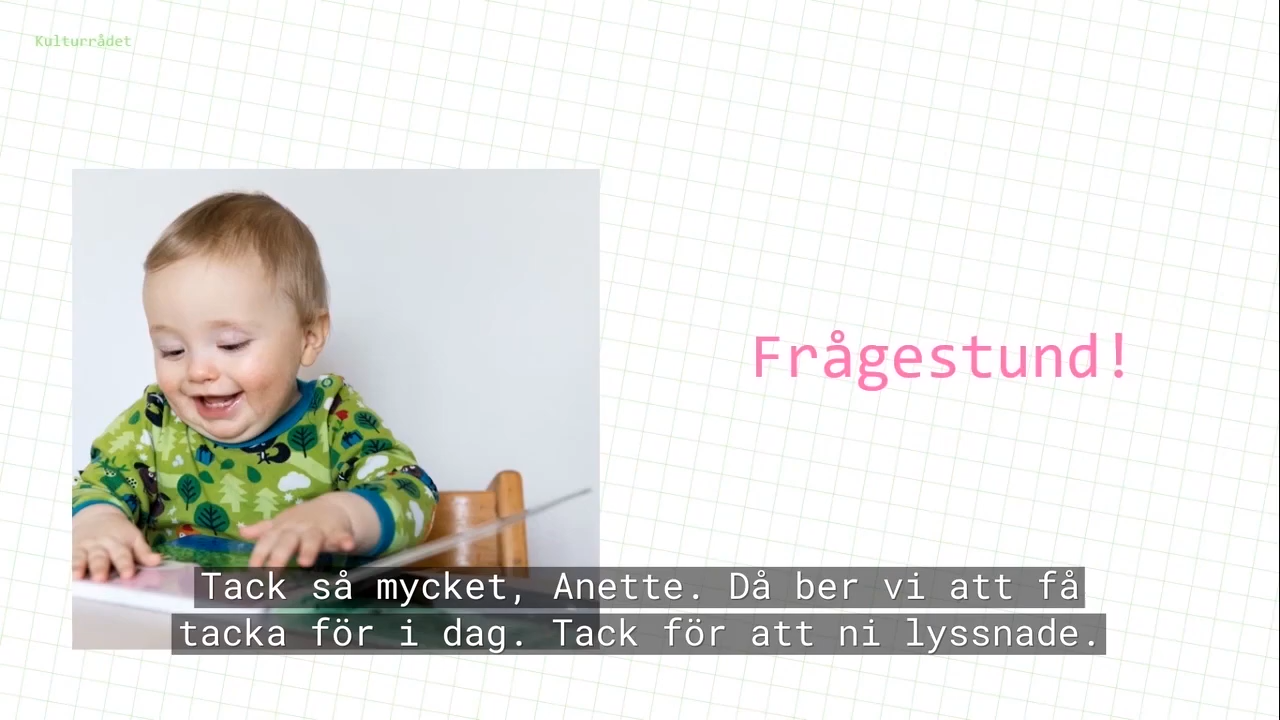 Kulturrådet
Frågestund!
Tack så mycket, Anette. Då ber vi att få
tacka för i dag. Tack för att ni lyssnade.